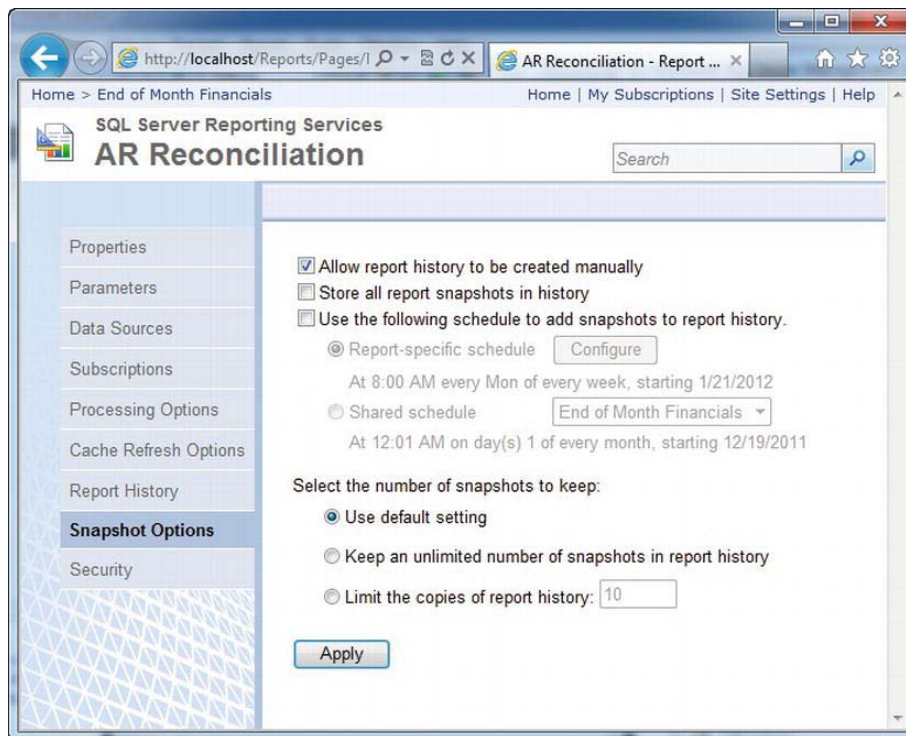 http://localhost/Reports/Pages/
AR Reconciliation - Report ...
Home > End of Month Financials
Home | My Subscriptions | Site Settings | Help
SQL Server Reporting Services
AR Reconciliation
Search
Properties
Parameters
Data Sources
Subscriptions
Processing Options
Cache Refresh Options
Report History
Snapshot Options
Security
Allow report history to be created manually
Store all report snapshots in history
Use the following schedule to add snapshots to report history.
Report-specific schedule Configure
At 8:00 AM every Mon of every week, starting 1/21/2012
Shared schedule End of Month Financials
At 12:01 AM on day(s) 1 of every month, starting 12/19/2011
Select the number of snapshots to keep:
Use default setting
Keep an unlimited number of snapshots in report history
Limit the copies of report history: 10
Apply